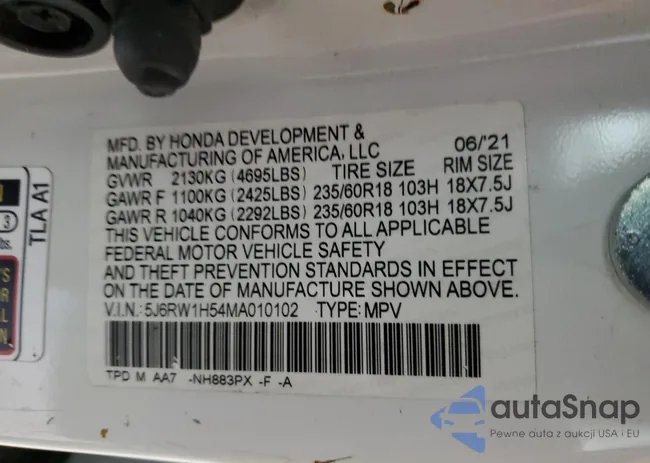 MFD. BY HONDA DEVELOPMENT &
MANUFACTURING OF AMERICA, LLC 06/'21
GVWR 2130KG (4695LBS) TIRE SIZE RIM SIZE
GAWR F 1100KG (2425LBS) 235/60R18 103H 18X7.5J
GAWR R 1040KG (2292LBS) 235/60R18 103H 18X7.5J
THIS VEHICLE CONFORMS TO ALL APPLICABLE
FEDERAL MOTOR VEHICLE SAFETY
AND THEFT PREVENTION STANDARDS IN EFFECT
ON THE DATE OF MANUFACTURE SHOWN ABOVE.
V.I.N.: 5J6RW1H54MA010102 TYPE: MPV
TPD M AA7 -NH883PX -F -A
TLA A1
3
bs.
autaSnap
Pewne auta z aukcji USA i EU